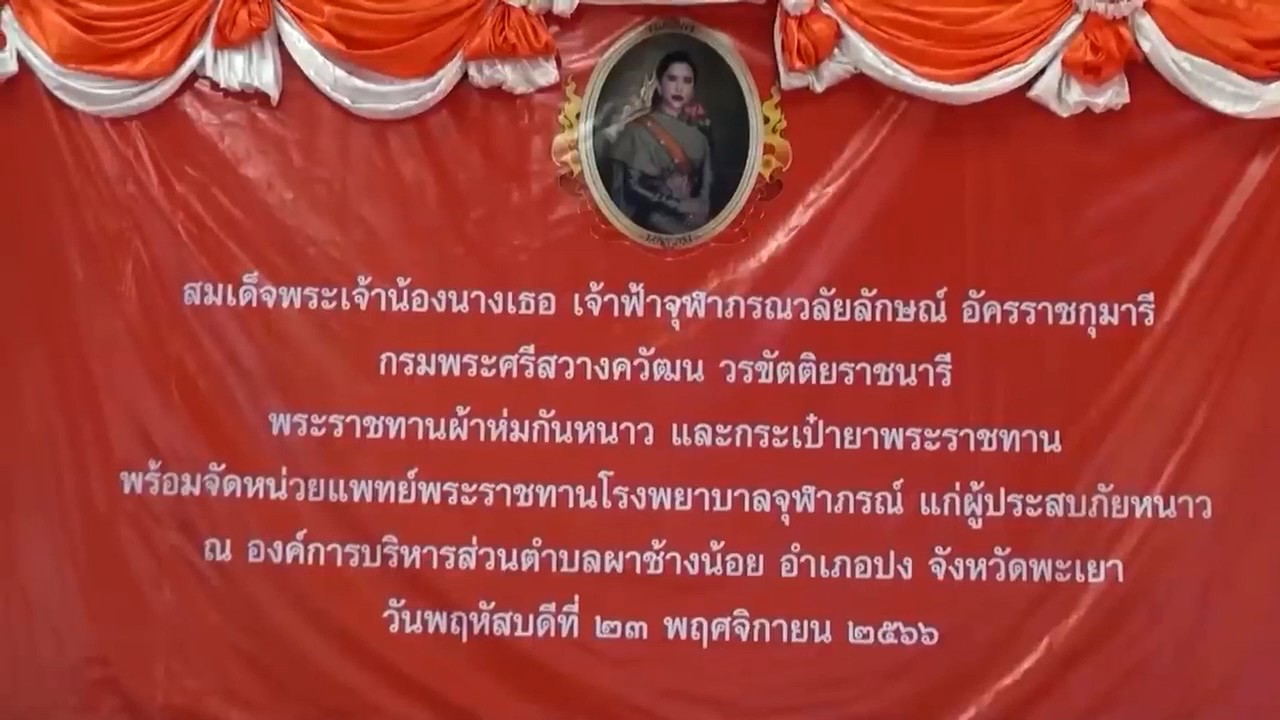 สมเด็จพระเจ้าน้องนางเธอ เจ้าฟ้าจุฬาภรณวลัยลักษณ์ อัครราชกุมารี
กรมพระศรีสวางควัฒน วรขัตติยราชนารี
พระราชทานผ้าห่มกันหนาว และกระเป๋ายาพระราชทาน
พร้อมจัดหน่วยแพทย์พระราชทานโรงพยาบาลจุฬาภรณ์ แก่ผู้ประสบภัยหนาว
ณ องค์การบริหารส่วนตำบลผาช้างน้อย อำเภอปง จังหวัดพะเยา
วันพฤหัสบดีที่ ๒๓ พฤศจิกายน ๒๕๖๖